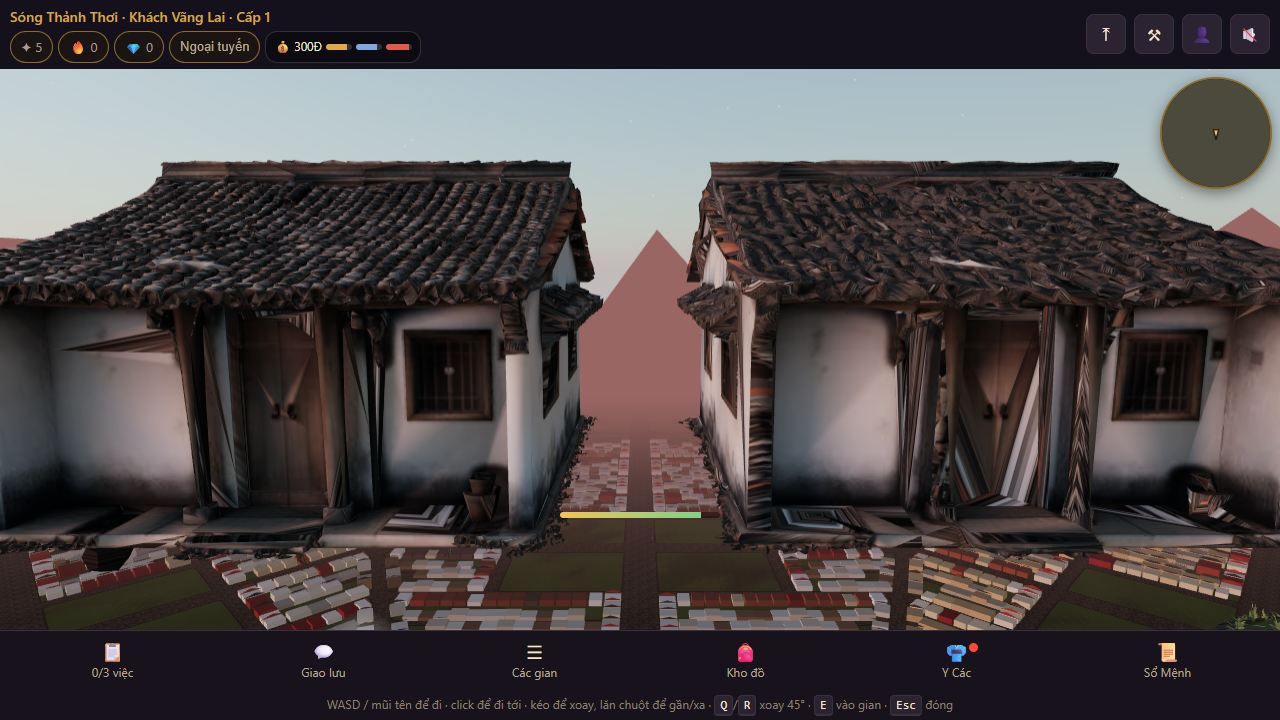 Sóng Thảnh Thơi · Khách Vãng Lai · Cấp 1
5
0
0
Ngoại tuyến
300Đ
0/3 việc
Giao lưu
Các gian
Kho đồ
Y Các
Sổ Mệnh
WASD / mũi tên để đi · click để đi tới · kéo để xoay, lăn chuột để gần/xa · Q / R xoay 45° · E vào gian · Esc đóng